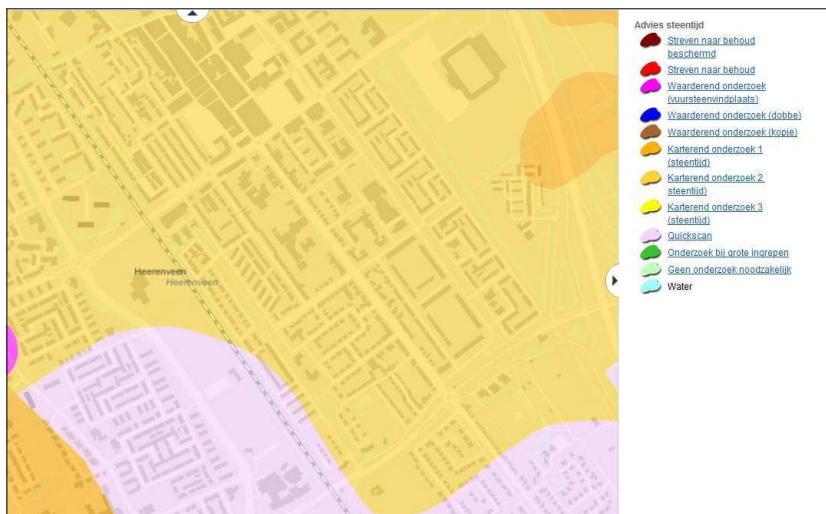 Advies steentijd
Streven naar behoud
beschermd
Streven naar behoud
Waarderend onderzoek
(vuursteenvindplaats)
Waarderend onderzoek (dobbe)
Waarderend onderzoek (kopje)
Karterend onderzoek 1
(steentijd)
Karterend onderzoek 2
steentijd)
Karterend onderzoek 3
(steentijd)
Quickscan
Onderzoek bij grote ingrepen
Geen onderzoek noodzakelijk
Water
Heerenveen
Heerenveen